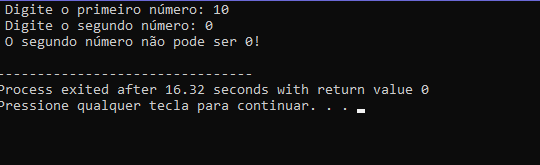 Digite o primeiro número: 10
Digite o segundo número: 0
O segundo número não pode ser 0!
--------------------------------
Process exited after 16.32 seconds with return value 0
Pressione qualquer tecla para continuar. . .